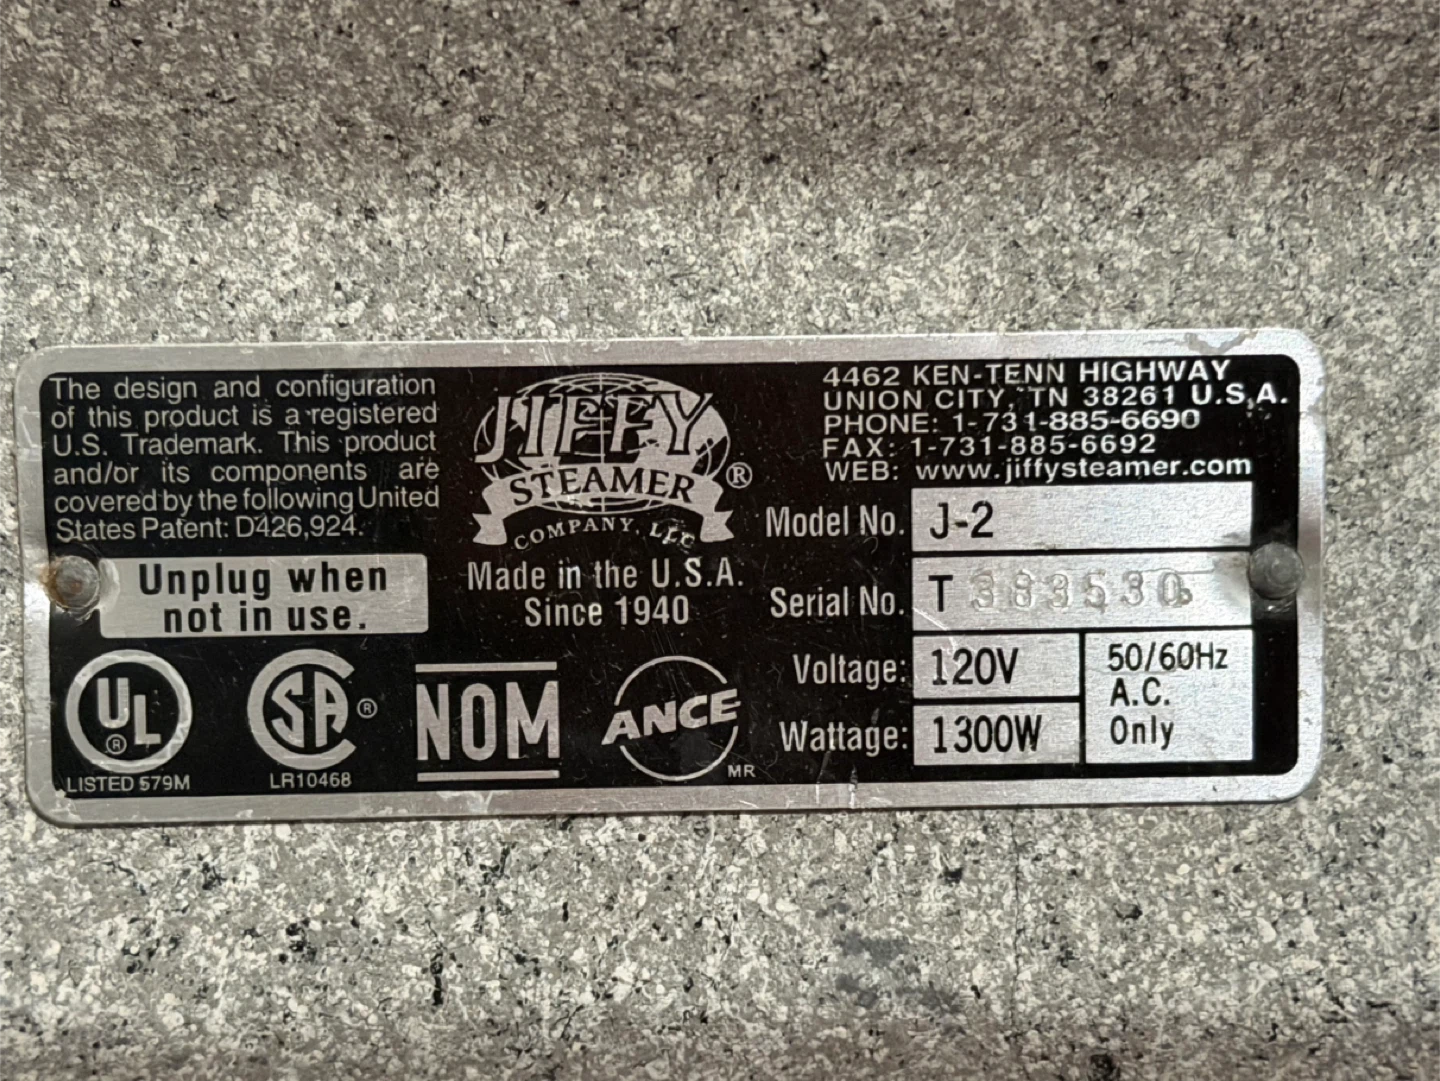 The design and configuration
of this product is a registered
U.S. Trademark. This product
and/or its components are
covered by the following United
States Patent: D426,924.
Unplug when
not in use.
UL
®
LISTED 579M
SA ®
LR10468
NOM
ANCE
MR
JIFFY
STEAMER ®
COMPANY, LLC
Made in the U.S.A.
Since 1940
4462 KEN-TENN HIGHWAY
UNION CITY, TN 38261 U.S.A.
PHONE: 1-731-885-6690
FAX: 1-731-885-6692
WEB: www.jiffysteamer.com
Model No. J-2
Serial No. T 383530
Voltage: 120V
Wattage: 1300W
50/60Hz
A.C.
Only